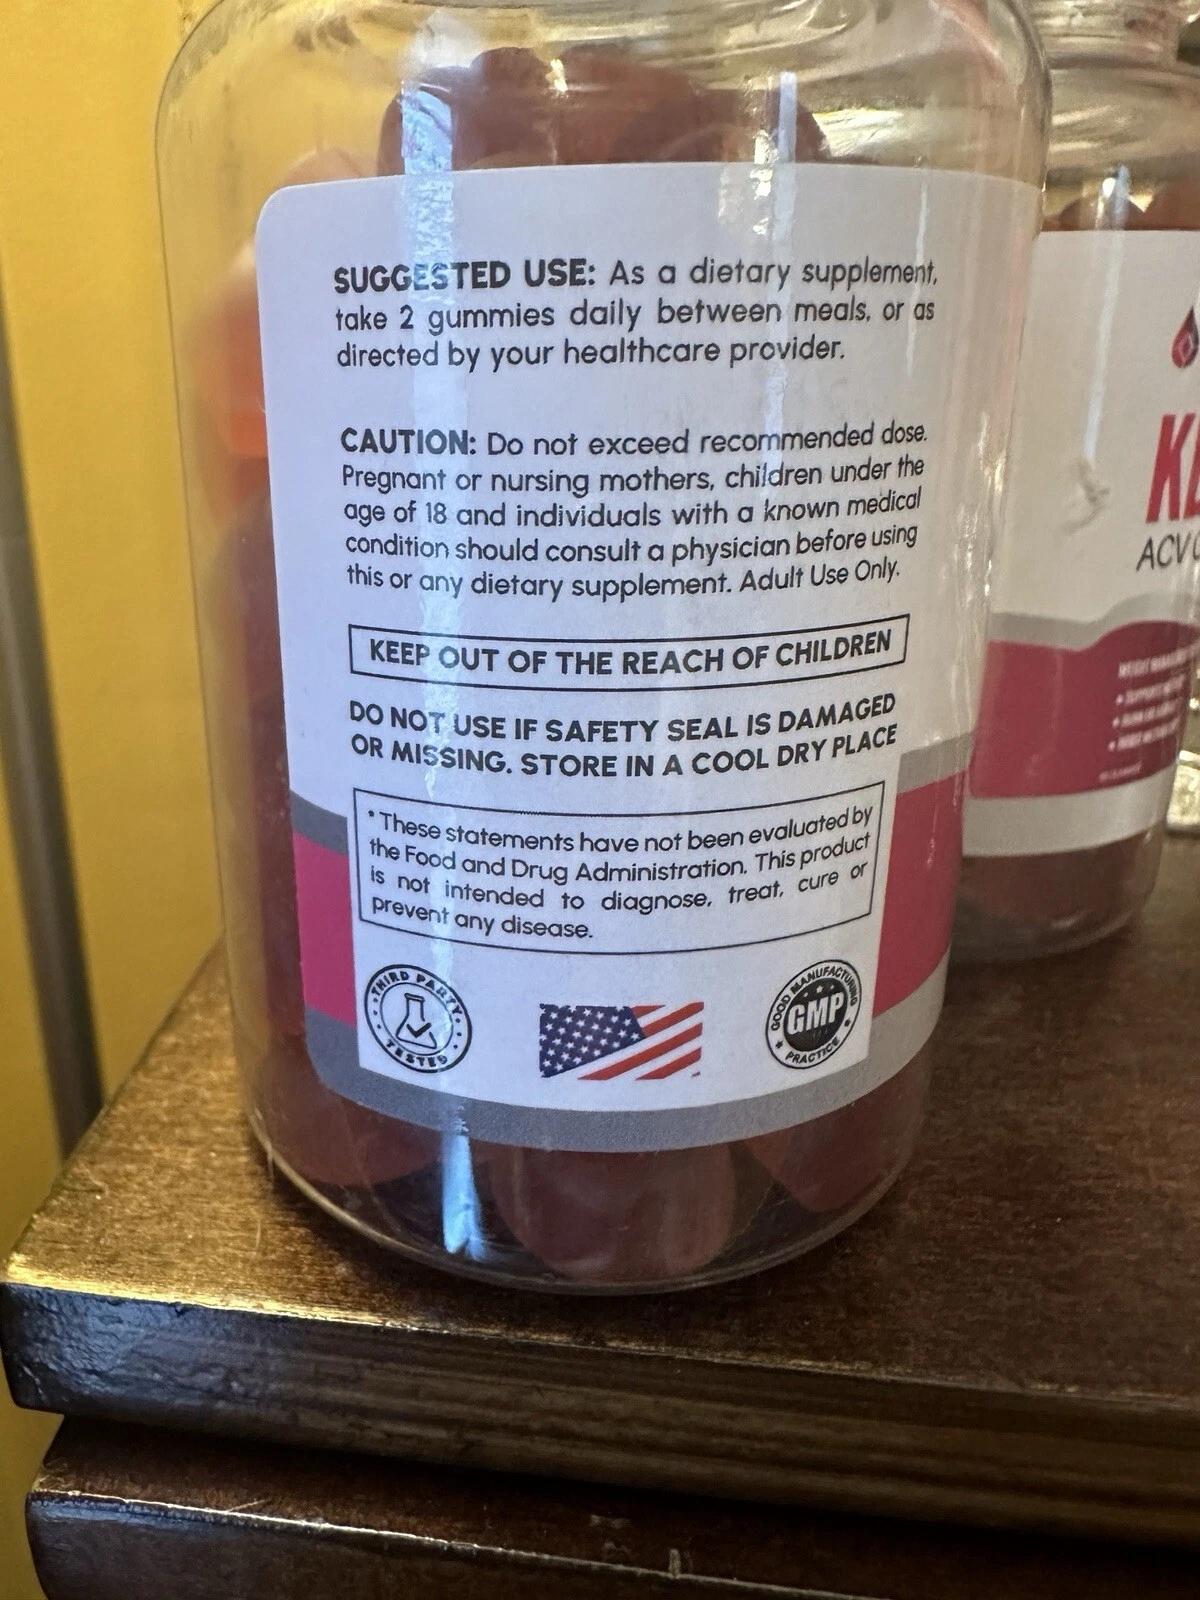 SUGGESTED USE: As a dietary supplement,
take 2 gummies daily between meals, or as
directed by your healthcare provider.
CAUTION: Do not exceed recommended dose.
Pregnant or nursing mothers, children under the
age of 18 and individuals with a known medical
condition should consult a physician before using
this or any dietary supplement. Adult Use Only.
KEEP OUT OF THE REACH OF CHILDREN
DO NOT USE IF SAFETY SEAL IS DAMAGED
OR MISSING. STORE IN A COOL DRY PLACE
*These statements have not been evaluated by
the Food and Drug Administration. This product
is not intended to diagnose, treat, cure or
prevent any disease.
THIRD PARTY
TESTED
GOOD MANUFACTURING
GMP
PRACTICE
ACV